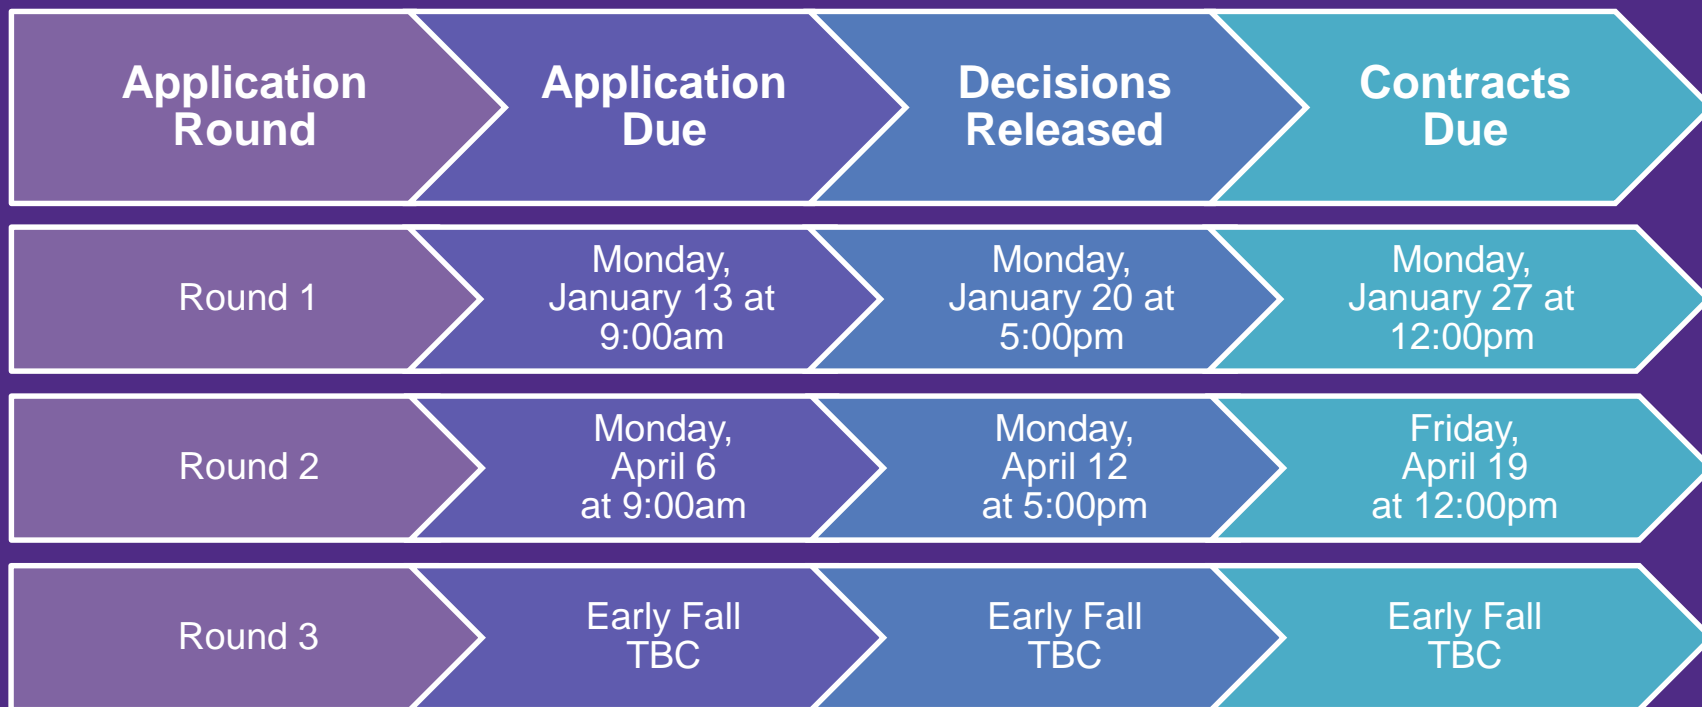 Application
Round
Application
Due
Decisions
Released
Contracts
Due
Round 1
Monday,
January 13 at
9:00am
Monday,
January 20 at
5:00pm
Monday,
January 27 at
12:00pm
Round 2
Monday,
April 6
at 9:00am
Monday,
April 12
at 5:00pm
Friday,
April 19
at 12:00pm
Round 3
Early Fall
TBC
Early Fall
TBC
Early Fall
TBC